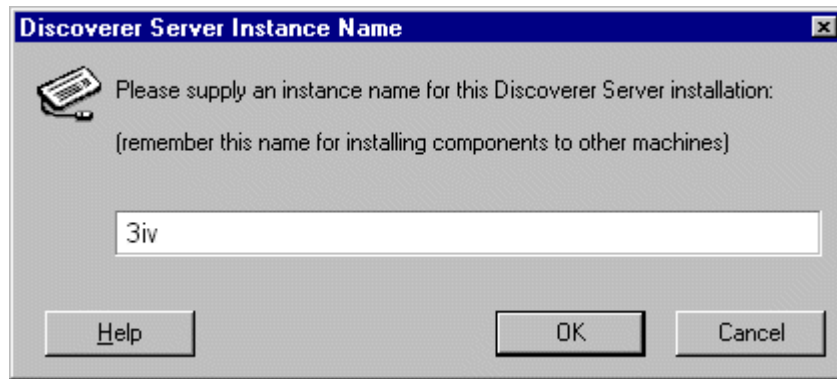 Discoverer Server Instance Name
Please supply an instance name for this Discoverer Server installation:
(remember this name for installing components to other machines)
3iv
Help OK Cancel